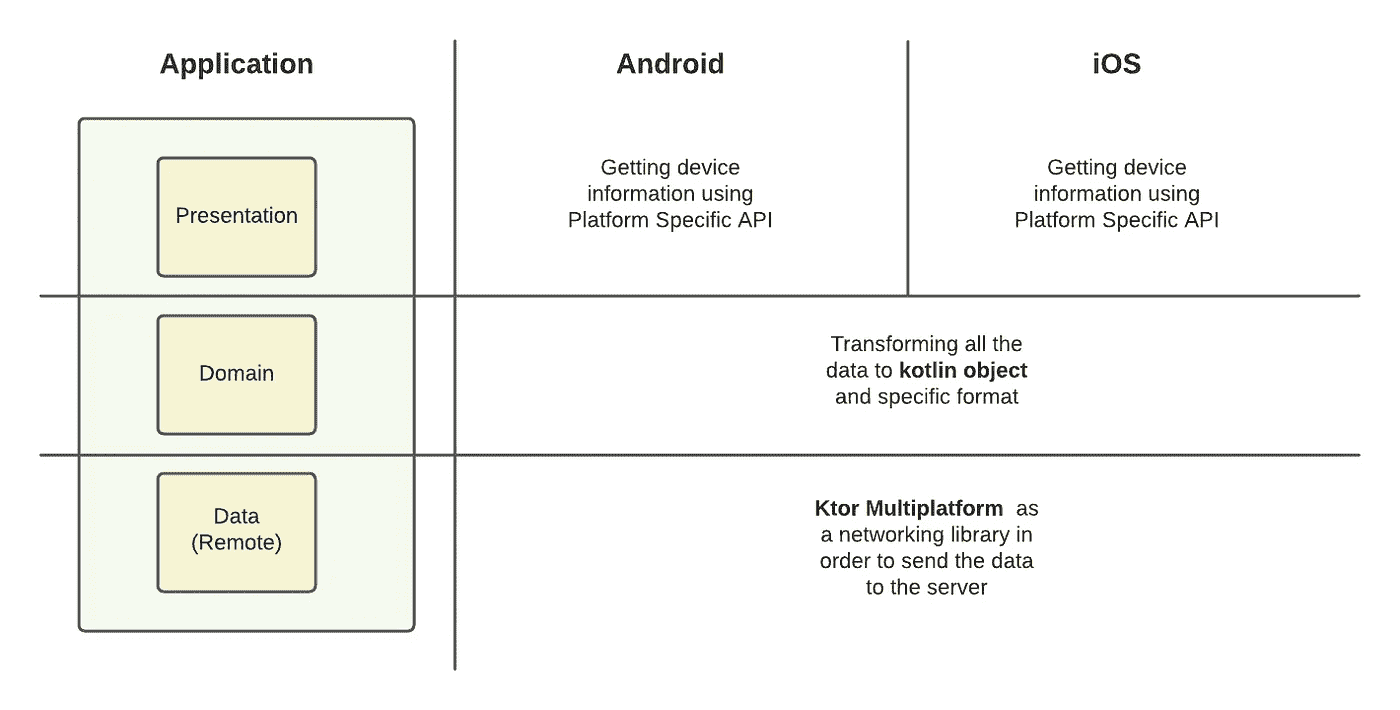 Application
Android
iOS
Presentation
Getting device
information using
Platform Specific API
Getting device
information using
Platform Specific API
Domain
Transforming all the
data to kotlin object
and specific format
Data
(Remote)
Ktor Multiplatform as
a networking library in
order to send the data
to the server